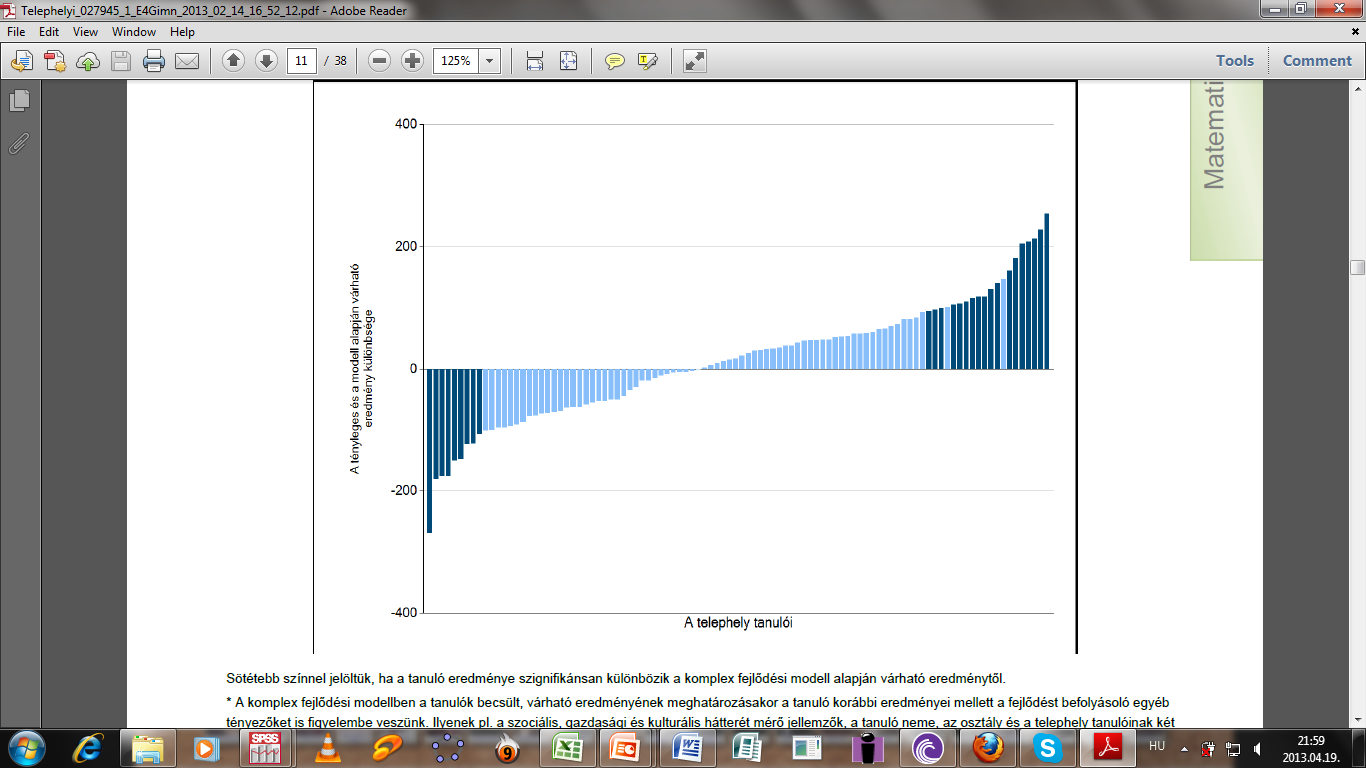 Telephelyi_027945_1_E4Gimn_2013_02_14_16_52_12.pdf - Adobe Reader
File Edit View Window Help
11 / 38 125% Tools Comment
Matemati
400
200
0
-200
-400
A tényleges és a modell alapján várható
eredmény különbsége
A telephely tanulói
Sötétebb színnel jelöltük, ha a tanuló eredménye szignifikánsan különbözik a komplex fejlődési modell alapján várható eredménytől.
* A komplex fejlődési modellben a tanulók becsült, várható eredményének meghatározásakor a tanuló korábbi eredményei mellett a fejlődést befolyásoló egyéb
tényezőket is figyelembe veszünk. Ilyenek pl. a szociális, gazdasági és kulturális hátterét mérő jellemzők, a tanuló neme, az osztály és a telephely tanulóinak két
SPSS
9
HU
21:59
2013.04.19.